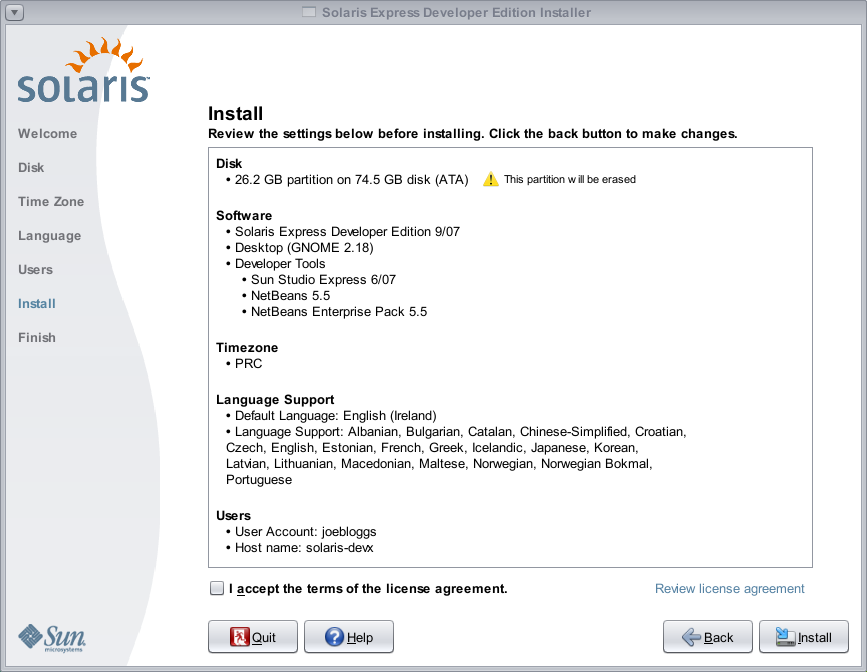 Solaris Express Developer Edition Installer
solaris™
Welcome
Disk
Time Zone
Language
Users
Install
Finish
Sun
microsystems
Install
Review the settings below before installing. Click the back button to make changes.
Disk
• 26.2 GB partition on 74.5 GB disk (ATA) This partition will be erased
Software
• Solaris Express Developer Edition 9/07
• Desktop (GNOME 2.18)
• Developer Tools
• Sun Studio Express 6/07
• NetBeans 5.5
• NetBeans Enterprise Pack 5.5
Timezone
• PRC
Language Support
• Default Language: English (Ireland)
• Language Support: Albanian, Bulgarian, Catalan, Chinese-Simplified, Croatian,
Czech, English, Estonian, French, Greek, Icelandic, Japanese, Korean,
Latvian, Lithuanian, Macedonian, Maltese, Norwegian, Norwegian Bokmal,
Portuguese
Users
• User Account: joebloggs
• Host name: solaris-devx
I accept the terms of the license agreement. Review license agreement
Quit Help Back Install